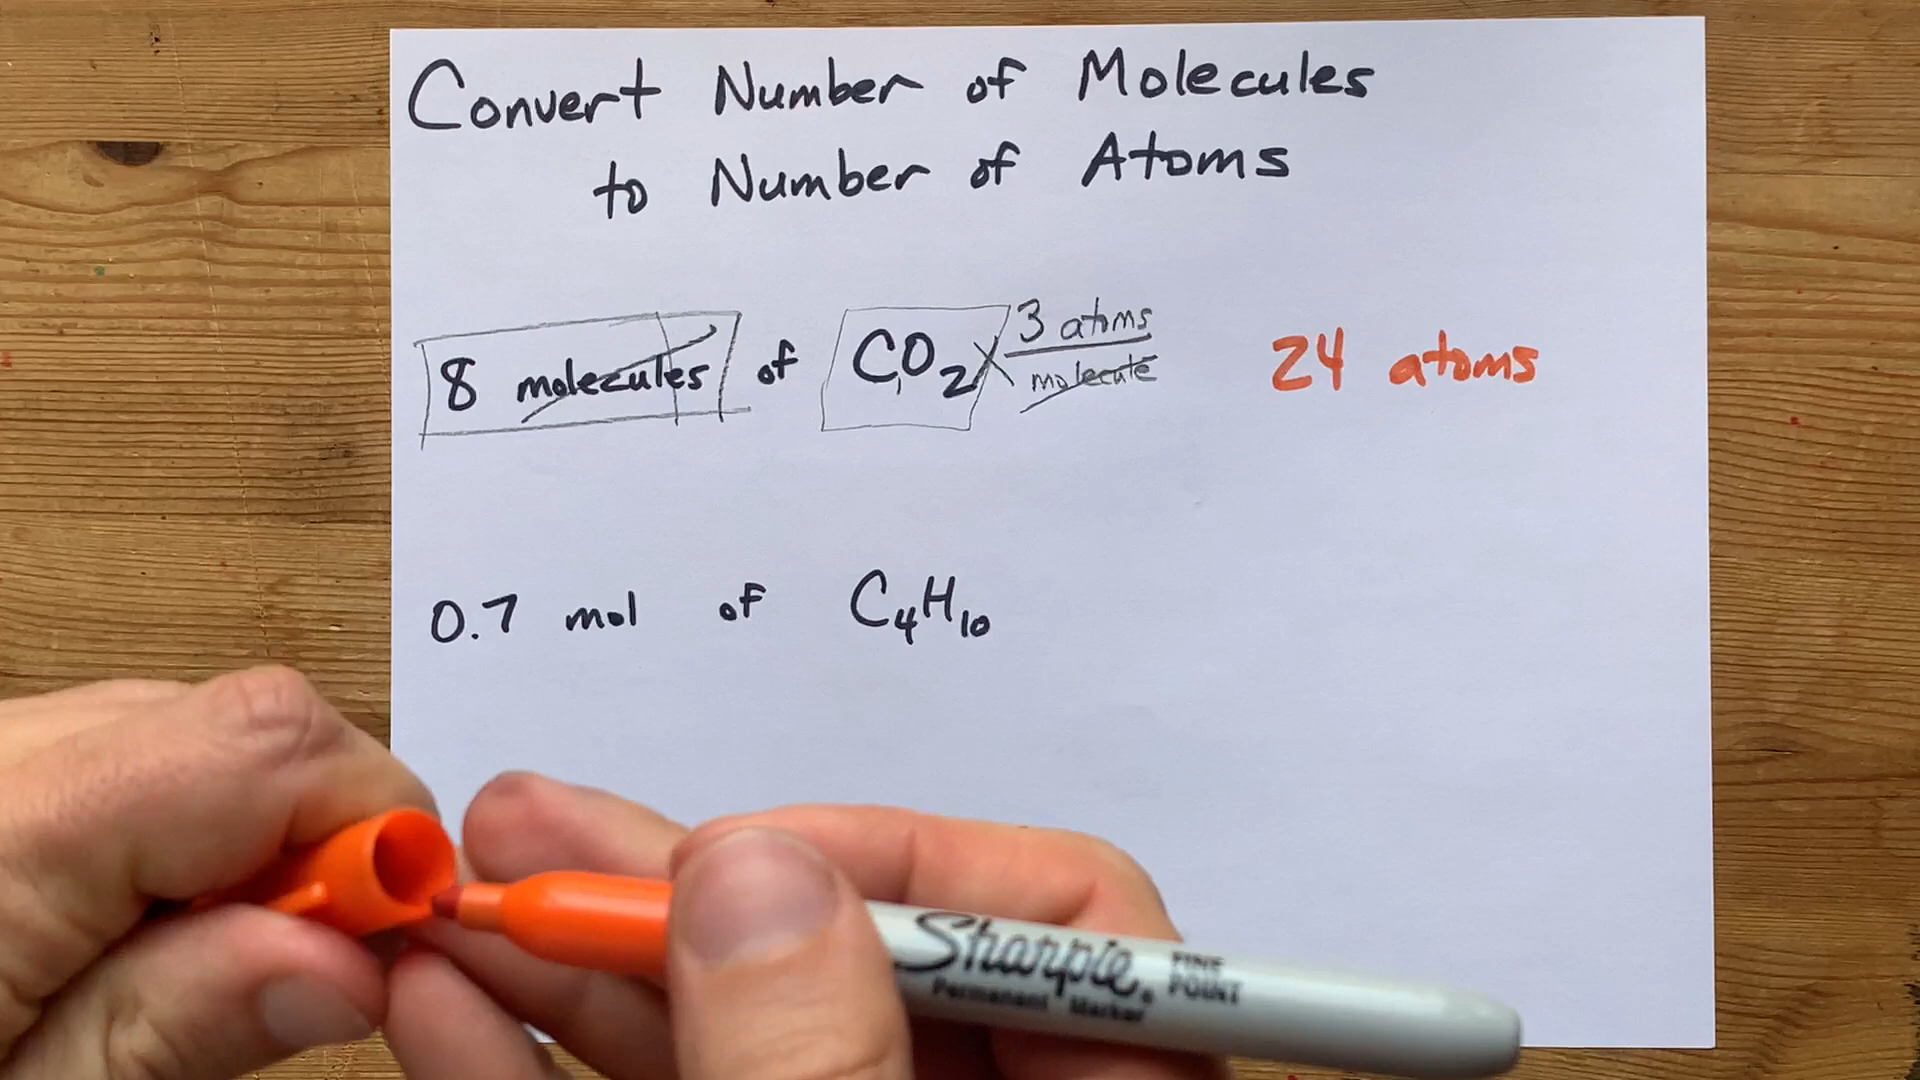 Convert Number of Molecules
to Number of Atoms
8 molecules of CO₂ × 3 atoms
molecule
24 atoms
0.7 mol of C₄H₁₀
Sharpie. FINE POINT
Permanent Marker